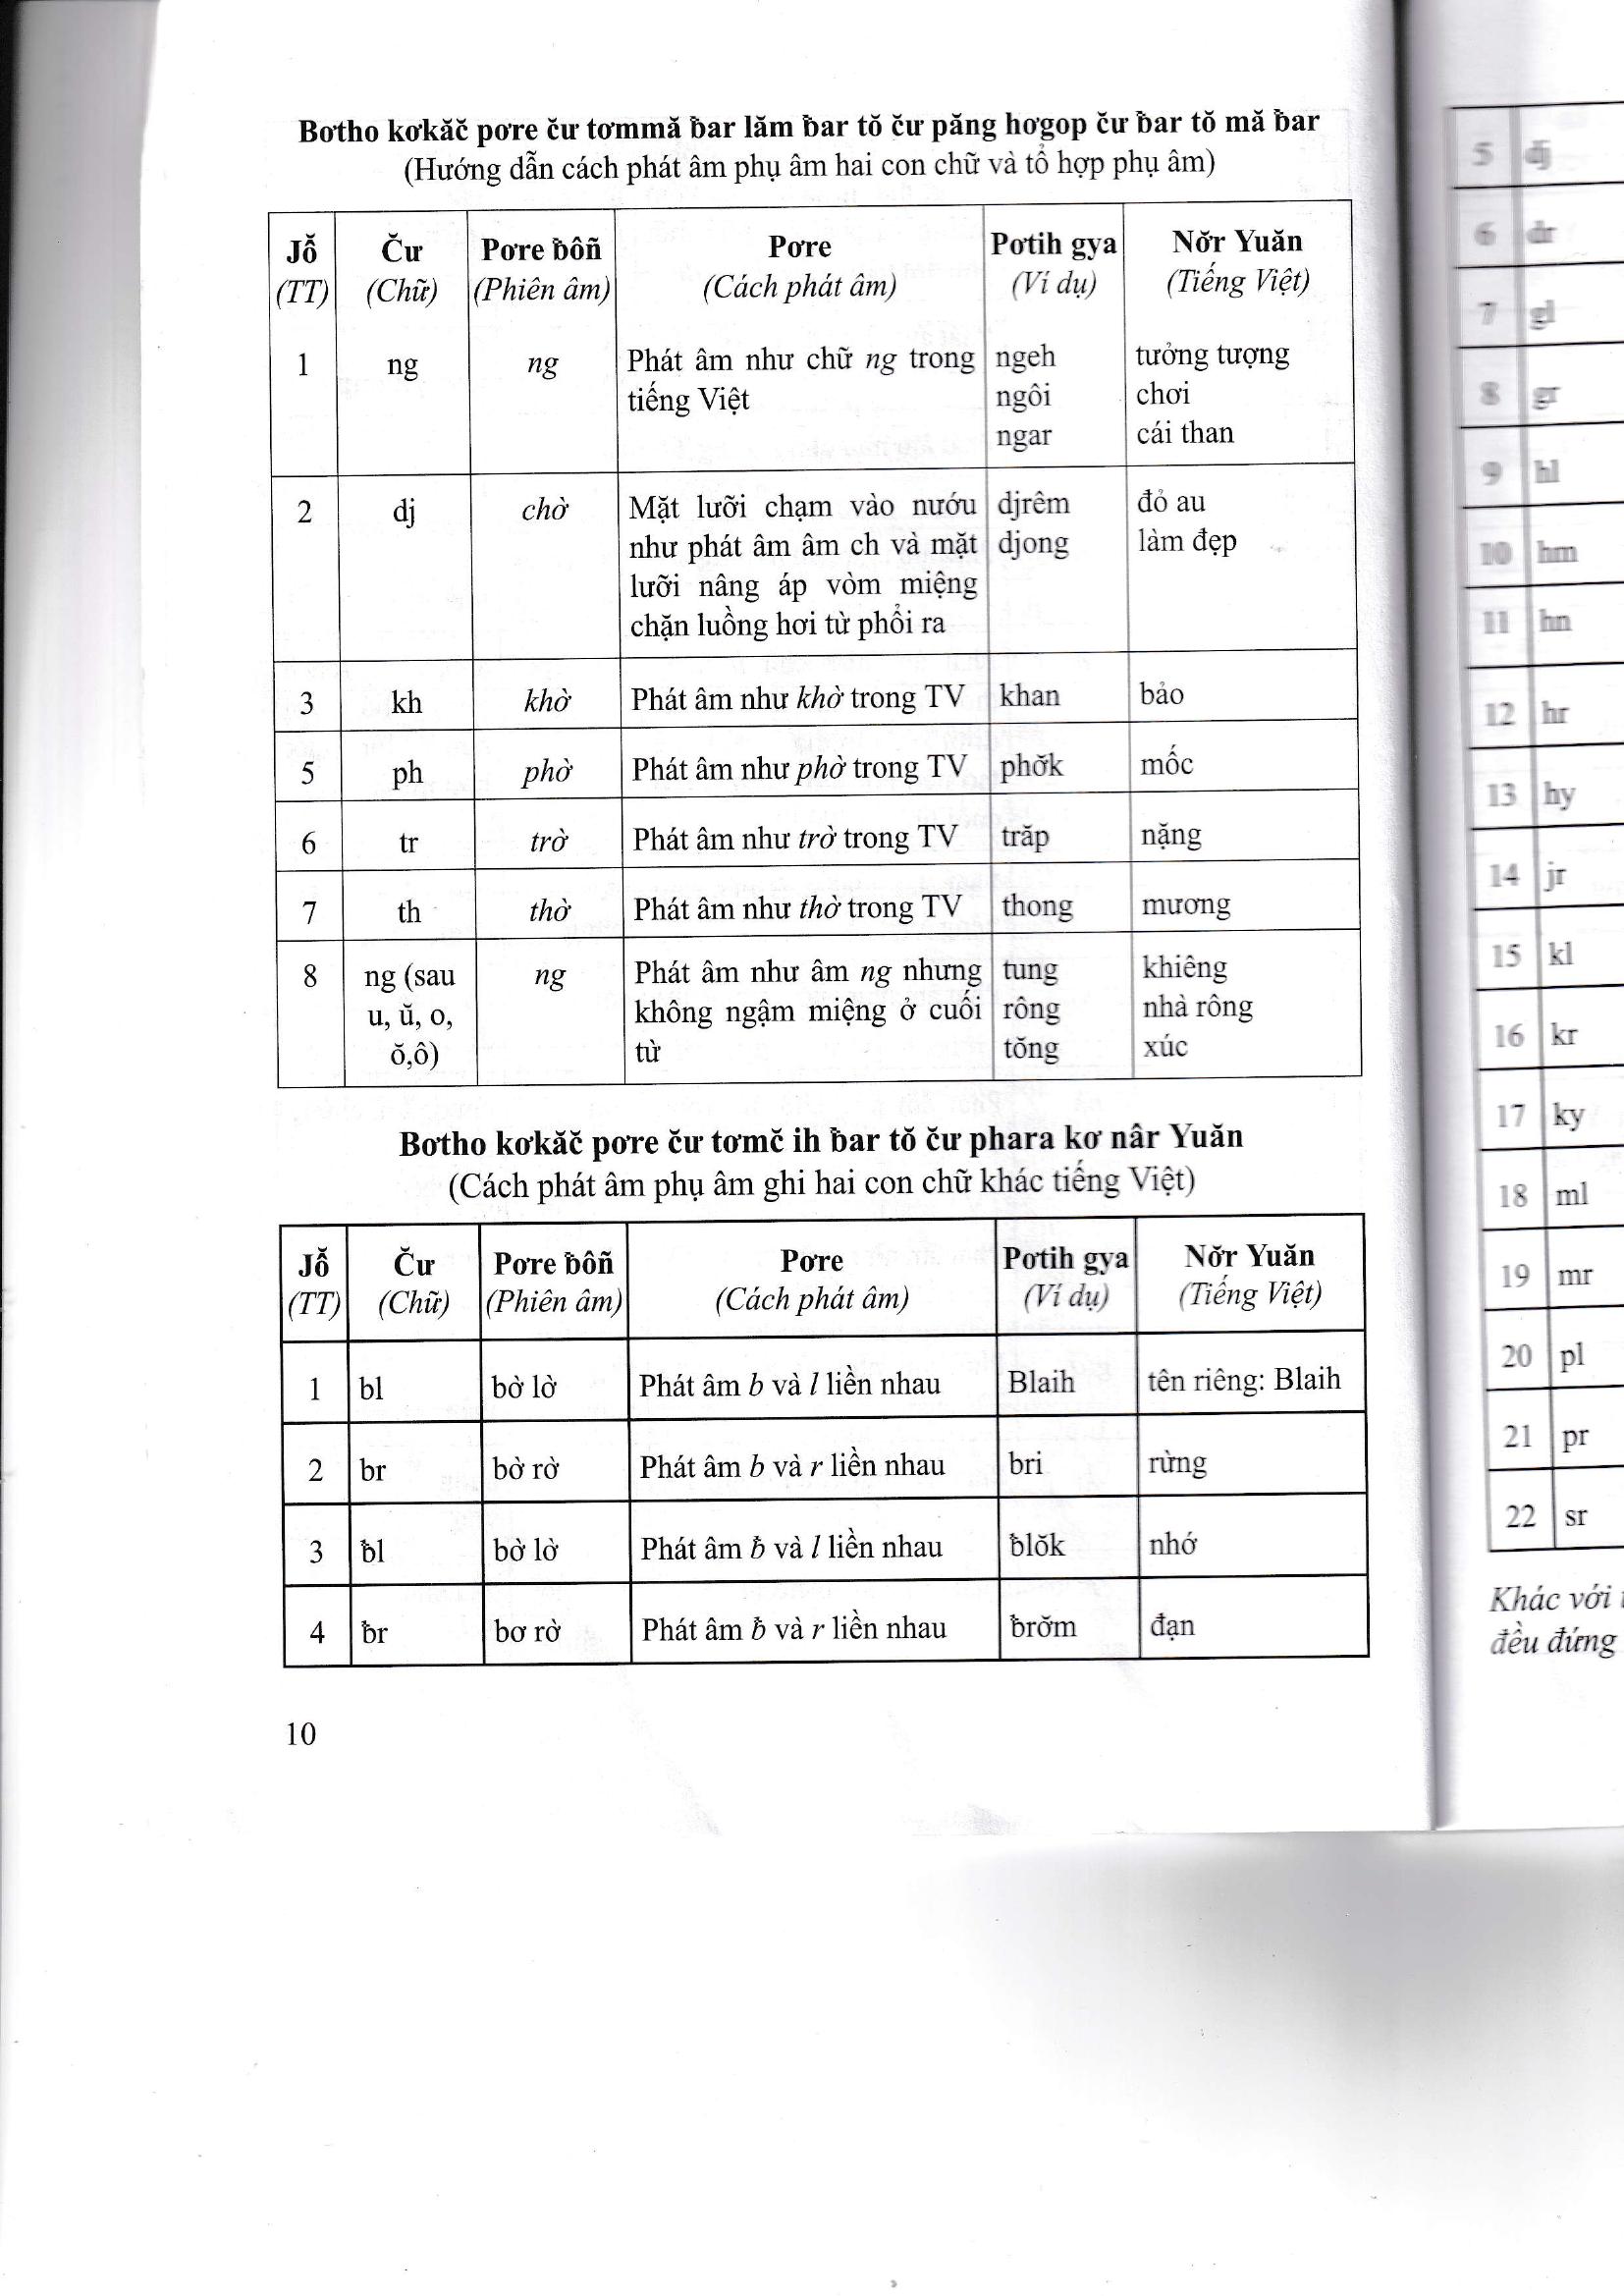 Bơtho kơkăč pơre čư tơmmă ƀar lăm ƀar tŏ čư păng hơgop čư ƀar tŏ mă ƀar
(Hướng dẫn cách phát âm phụ âm hai con chữ và tổ hợp phụ âm)
Jô̆ Čư Pơre ƀôñ Pơre Pơtih gya Nơ̆r Yuăn
(TT) (Chữ) (Phiên âm) (Cách phát âm) (Ví dụ) (Tiếng Việt)
1 ng ng Phát âm như chữ ng trong ngeh tưởng tượng
tiếng Việt ngôi chơi
ngar cái than
2 dj chờ Mặt lưỡi chạm vào nướu djrêm đỏ au
như phát âm âm ch và mặt djong làm đẹp
lưỡi nâng áp vòm miệng
chặn luồng hơi từ phổi ra
3 kh khờ Phát âm như khờ trong TV khan bảo
5 ph phờ Phát âm như phờ trong TV phơ̆k mốc
6 tr trờ Phát âm như trờ trong TV trăp nặng
7 th thờ Phát âm như thờ trong TV thong mương
8 ng (sau ng Phát âm như âm ng nhưng tung khiêng
u, ŭ, o, không ngậm miệng ở cuối rông nhà rông
ŏ,ô) từ tŏng xúc
Bơtho kơkăč pơre čư tơmč ih ƀar tŏ čư phara kơ nâr Yuăn
(Cách phát âm phụ âm ghi hai con chữ khác tiếng Việt)
Jô̆ Čư Pơre ƀôñ Pơre Pơtih gya Nơ̆r Yuăn
(TT) (Chữ) (Phiên âm) (Cách phát âm) (Ví dụ) (Tiếng Việt)
1 bl bờ lờ Phát âm b và l liền nhau Blaih tên riêng: Blaih
2 br bờ rờ Phát âm b và r liền nhau bri rừng
3 ƀl bờ lờ Phát âm ƀ và l liền nhau ƀlŏk nhớ
4 ƀr bơ rờ Phát âm ƀ và r liền nhau ƀrơ̆m đạn
10
5 dj
6 dr
7 gl
8 gr
9 hl
10 hm
11 hn
12 hr
13 hy
14 jr
15 kl
16 kr
17 ky
18 ml
19 mr
20 pl
21 pr
22 sr
Khác với
đều đứng